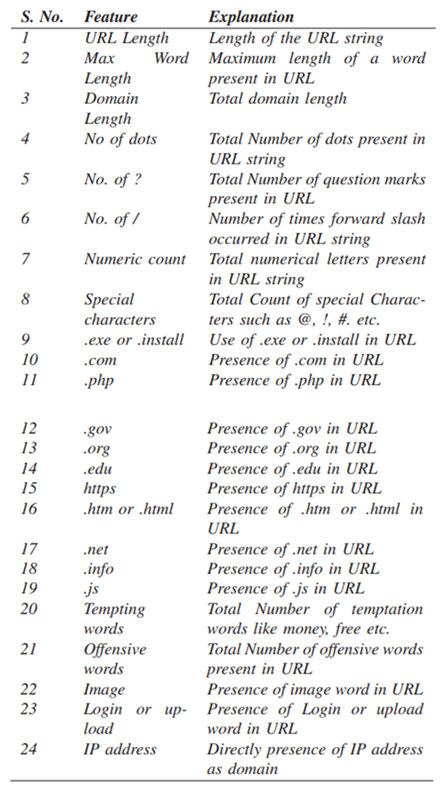 S. No. Feature Explanation
1 URL Length Length of the URL string
2 Max Word Maximum length of a word
Length present in URL
3 Domain Total domain length
Length
4 No of dots Total Number of dots present in
URL string
5 No. of ? Total Number of question marks
present in URL
6 No. of / Number of times forward slash
occurred in URL string
7 Numeric count Total numerical letters present
in URL string
8 Special Total Count of special Charac-
characters ters such as @, !, #. etc.
9 .exe or .install Use of .exe or .install in URL
10 .com Presence of .com in URL
11 .php Presence of .php in URL
12 .gov Presence of .gov in URL
13 .org Presence of .org in URL
14 .edu Presence of .edu in URL
15 https Presence of https in URL
16 .htm or .html Presence of .htm or .html in
URL
17 .net Presence of .net in URL
18 .info Presence of .info in URL
19 .js Presence of .js in URL
20 Tempting Total Number of temptation
words words like money, free etc.
21 Offensive Total Number of offensive words
words present in URL
22 Image Presence of image word in URL
23 Login or up- Presence of Login or upload
load word in URL
24 IP address Directly presence of IP address
as domain